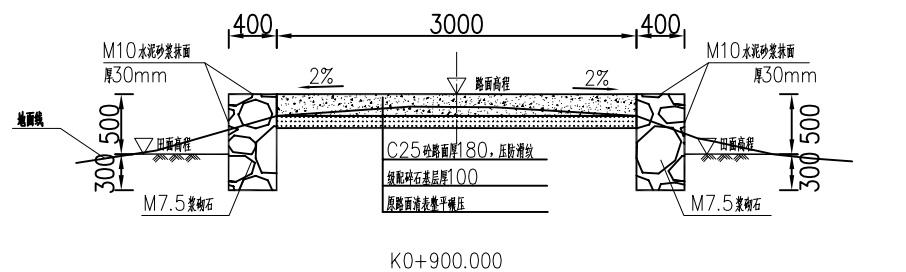 400 3000 400
M10水泥砂浆抹面 M10水泥砂浆抹面
厚30mm 2% 路面高程 2% 厚30mm
地面线 500 田面高程 田面高程 500
C25砼路面厚180，压防滑纹
300 级配碎石基层厚100 300
M7.5浆砌石 原路面清表整平碾压 M7.5浆砌石
K0+900.000